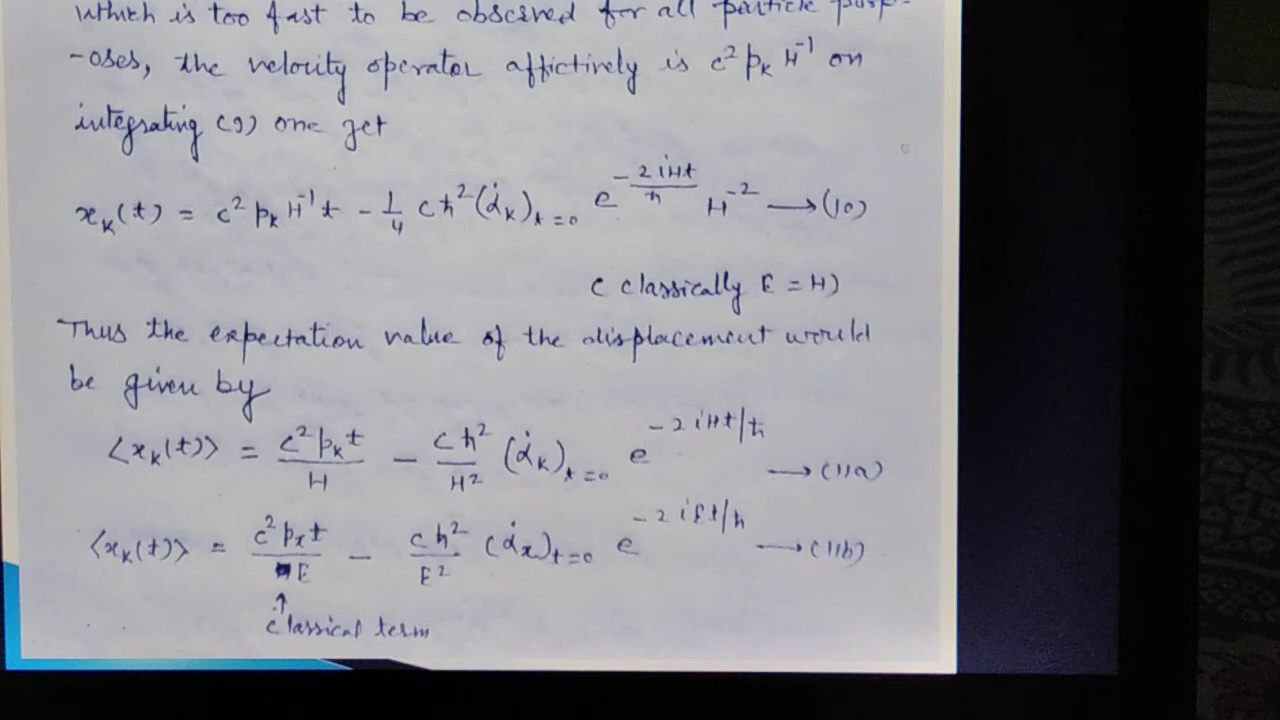 which is too fast to be observed for all particle purp-
-oses, the velocity operator affictively is c² pₖ H⁻¹ on
integrating (9) one get
xₖ(t) = c² pₖ H⁻¹ t - 1/4 cħ² (α̇ₖ)ₜ₌₀ e^(-2iHt/ħ) H⁻² → (10)
( classically E = H)
Thus the expectation value of the displacement would
be given by
⟨xₖ(t)⟩ = c² pₖ t / H - cħ²/H² (α̇ₖ)ₜ₌₀ e^(-2iHt/ħ) → (11a)
⟨xₖ(t)⟩ = c² pₖ t / E - cħ²/E² (α̇ₓ)ₜ₌₀ e^(-2iEt/ħ) → (11b)
↑
classical term